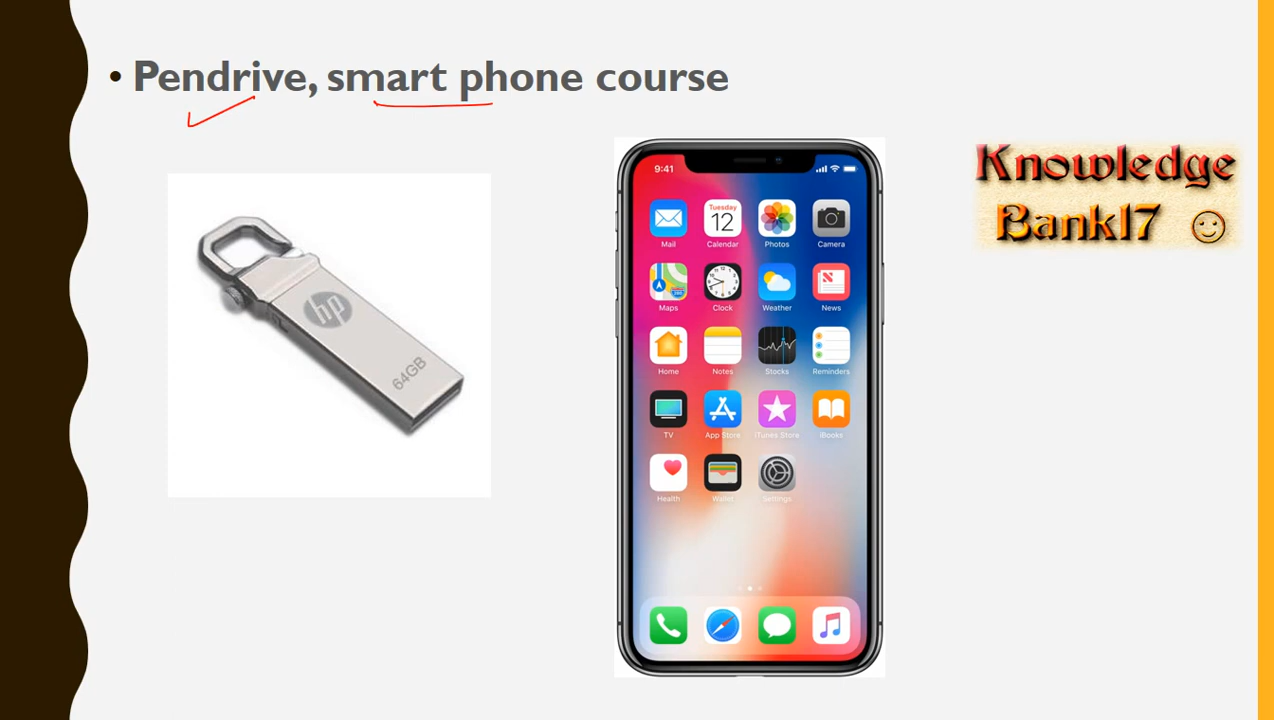 • Pendrive, smart phone course
Knowledge
Bank17 ☺
hp
64GB
9:41
Tuesday
12
Mail Calendar Photos Camera
Maps Clock Weather News
Home Notes Stocks Reminders
TV App Store iTunes Store iBooks
Health Wallet Settings